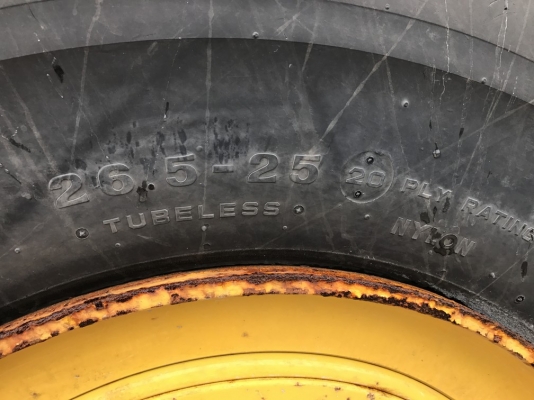 26.5-25 20 PLY RATING
TUBELESS NYLON